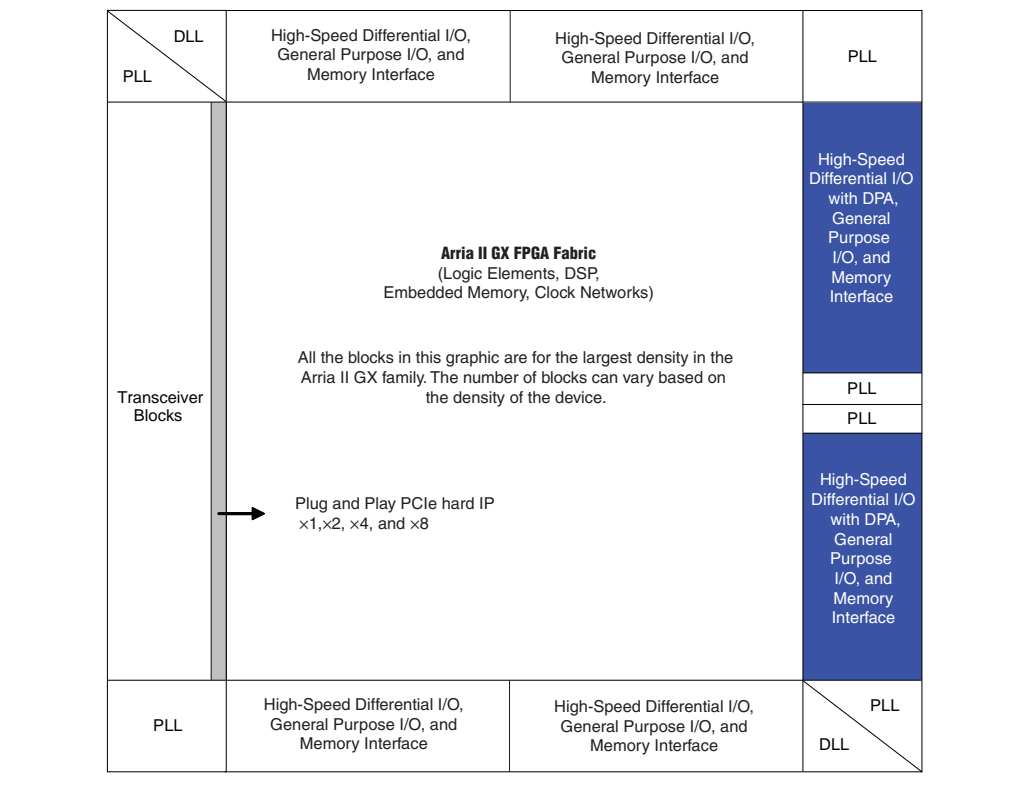 DLL
PLL
High-Speed Differential I/O,
General Purpose I/O, and
Memory Interface
High-Speed Differential I/O,
General Purpose I/O, and
Memory Interface
PLL
Transceiver
Blocks
Arria II GX FPGA Fabric
(Logic Elements, DSP,
Embedded Memory, Clock Networks)
All the blocks in this graphic are for the largest density in the
Arria II GX family. The number of blocks can vary based on
the density of the device.
Plug and Play PCIe hard IP
×1,×2, ×4, and ×8
High-Speed
Differential I/O
with DPA,
General
Purpose
I/O, and
Memory
Interface
PLL
PLL
High-Speed
Differential I/O
with DPA,
General
Purpose
I/O, and
Memory
Interface
PLL
High-Speed Differential I/O,
General Purpose I/O, and
Memory Interface
High-Speed Differential I/O,
General Purpose I/O, and
Memory Interface
PLL
DLL